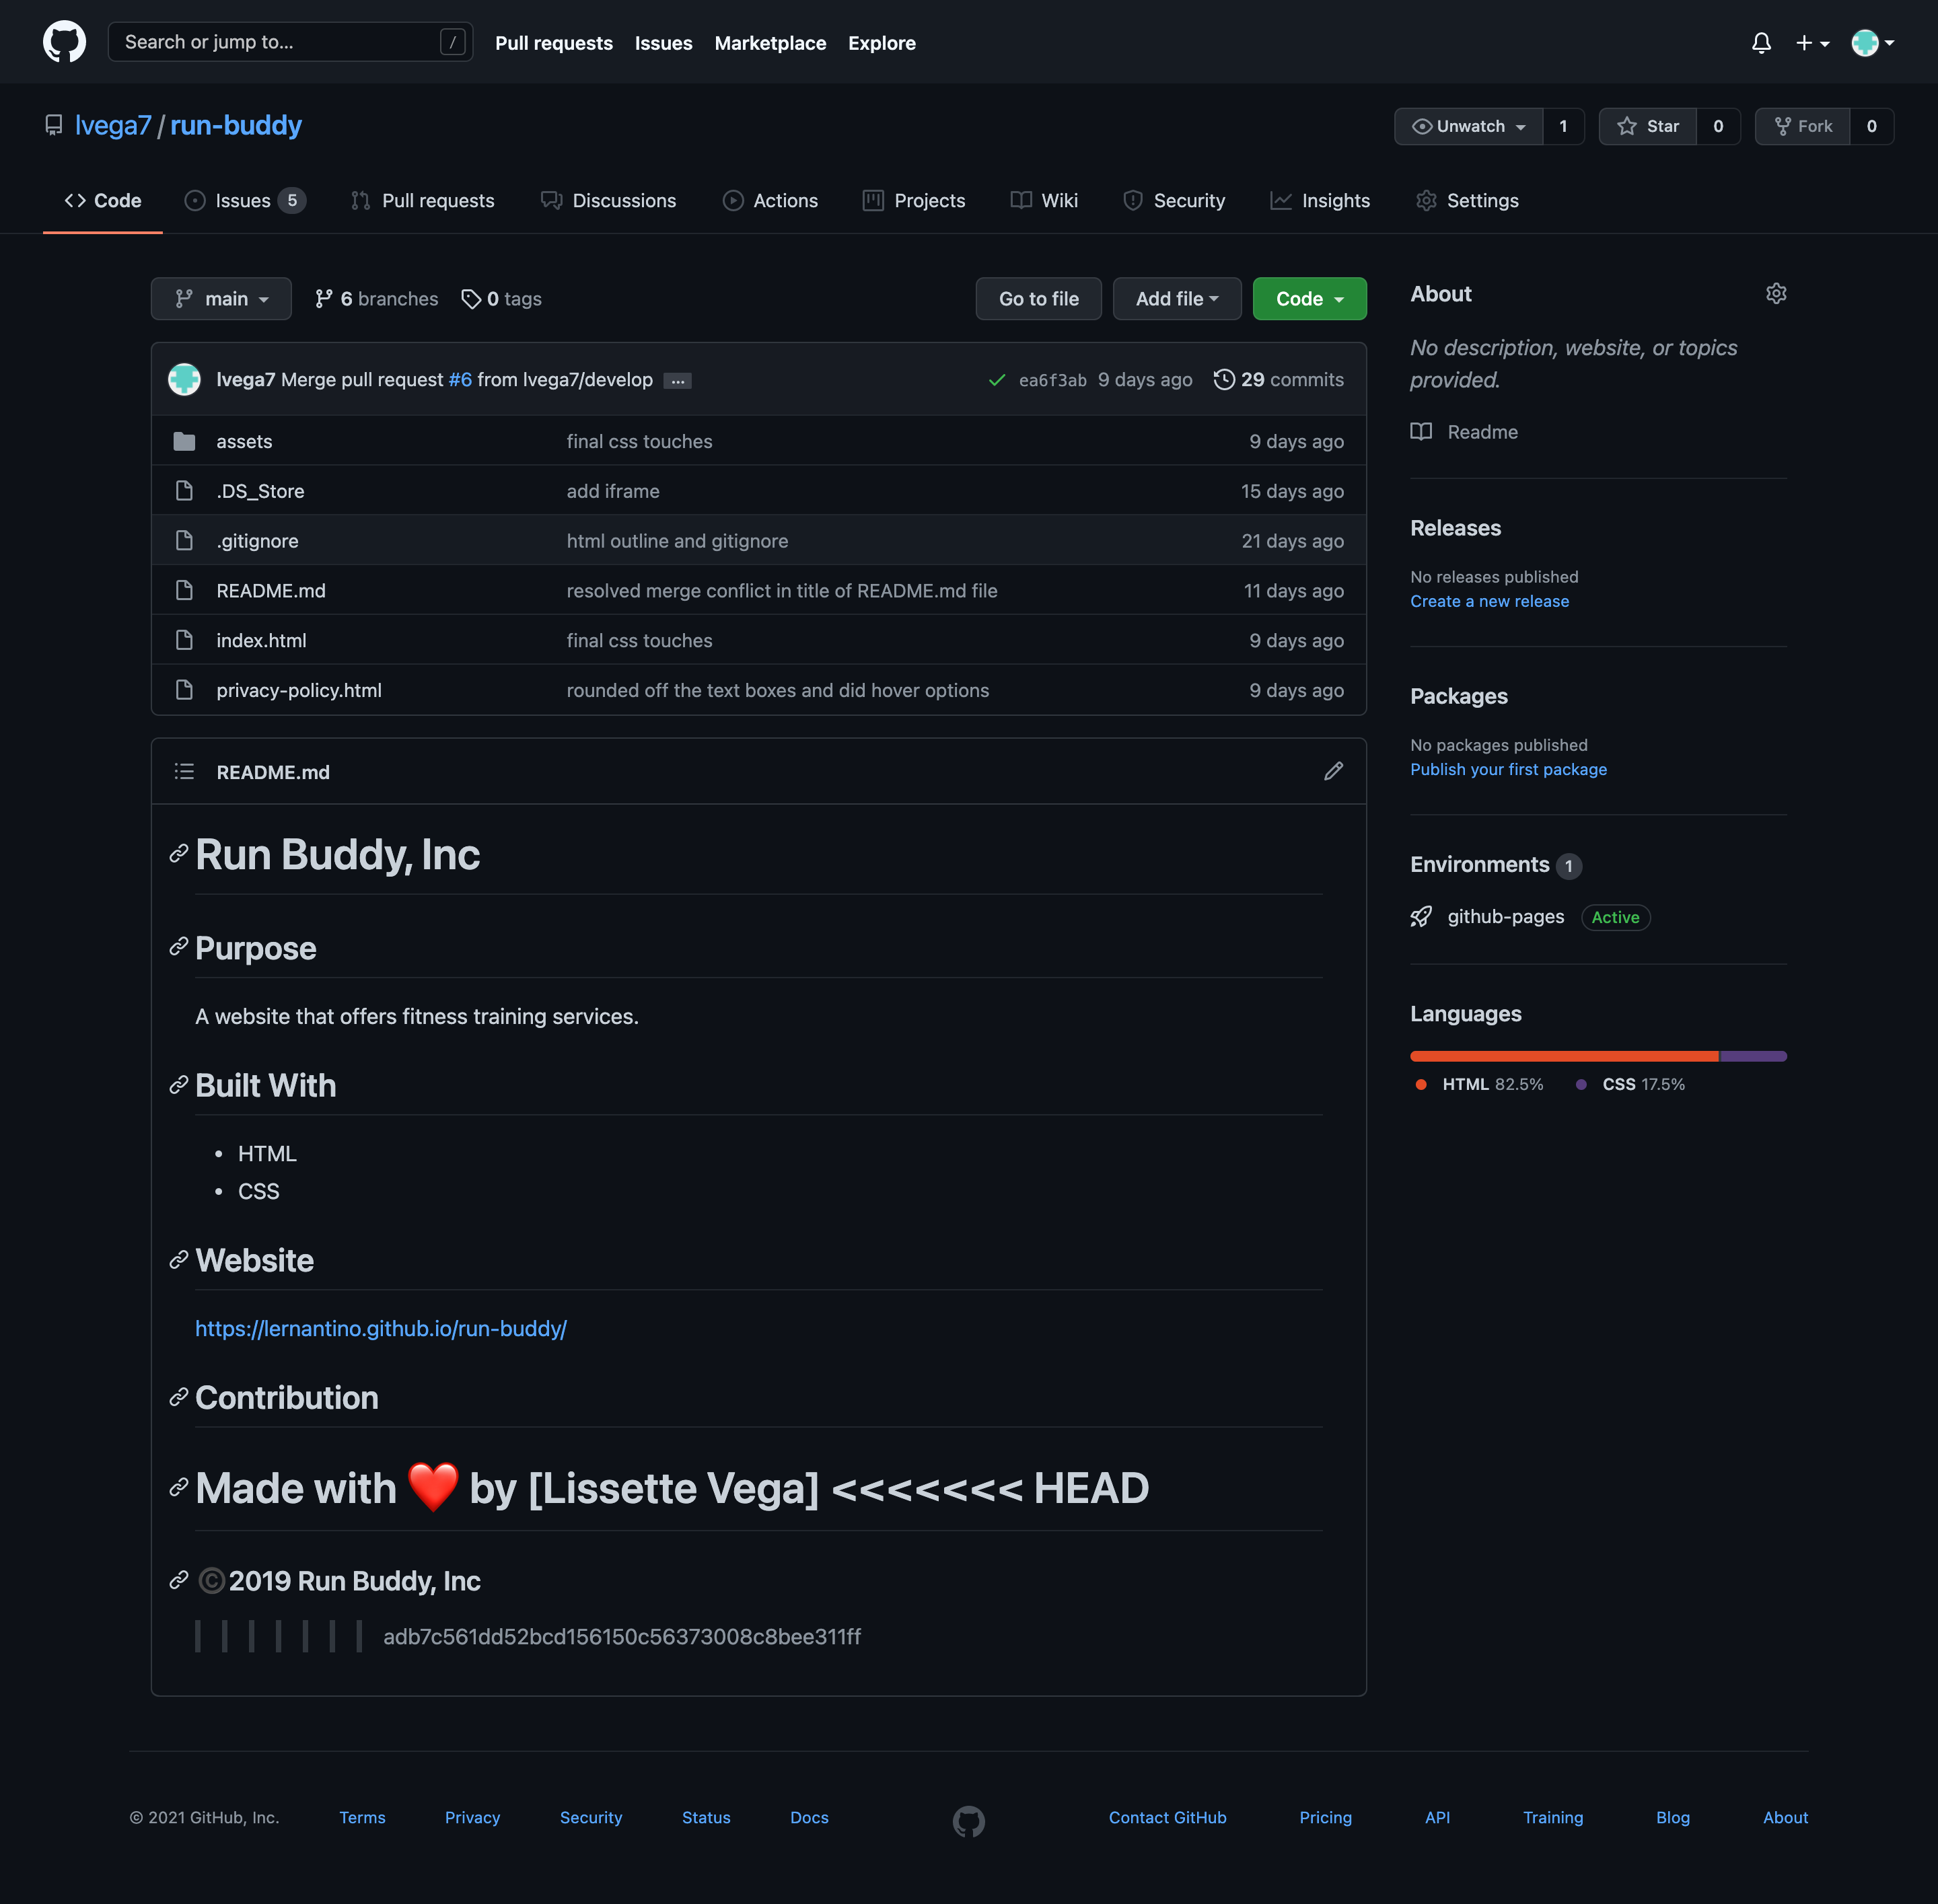 Search or jump to... /
Pull requests Issues Marketplace Explore
lvega7 / run-buddy
Unwatch 1 Star 0 Fork 0
Code Issues 5 Pull requests Discussions Actions Projects Wiki Security Insights Settings
main 6 branches 0 tags Go to file Add file Code
lvega7 Merge pull request #6 from lvega7/develop ... ea6f3ab 9 days ago 29 commits
assets final css touches 9 days ago
.DS_Store add iframe 15 days ago
.gitignore html outline and gitignore 21 days ago
README.md resolved merge conflict in title of README.md file 11 days ago
index.html final css touches 9 days ago
privacy-policy.html rounded off the text boxes and did hover options 9 days ago
README.md
Run Buddy, Inc
Purpose
A website that offers fitness training services.
Built With
• HTML
• CSS
Website
https://lernantino.github.io/run-buddy/
Contribution
Made with ❤️ by [Lissette Vega] <<<<<<< HEAD
©️2019 Run Buddy, Inc
adb7c561dd52bcd156150c56373008c8bee311ff
About
No description, website, or topics
provided.
Readme
Releases
No releases published
Create a new release
Packages
No packages published
Publish your first package
Environments 1
github-pages Active
Languages
HTML 82.5% CSS 17.5%
© 2021 GitHub, Inc. Terms Privacy Security Status Docs Contact GitHub Pricing API Training Blog About